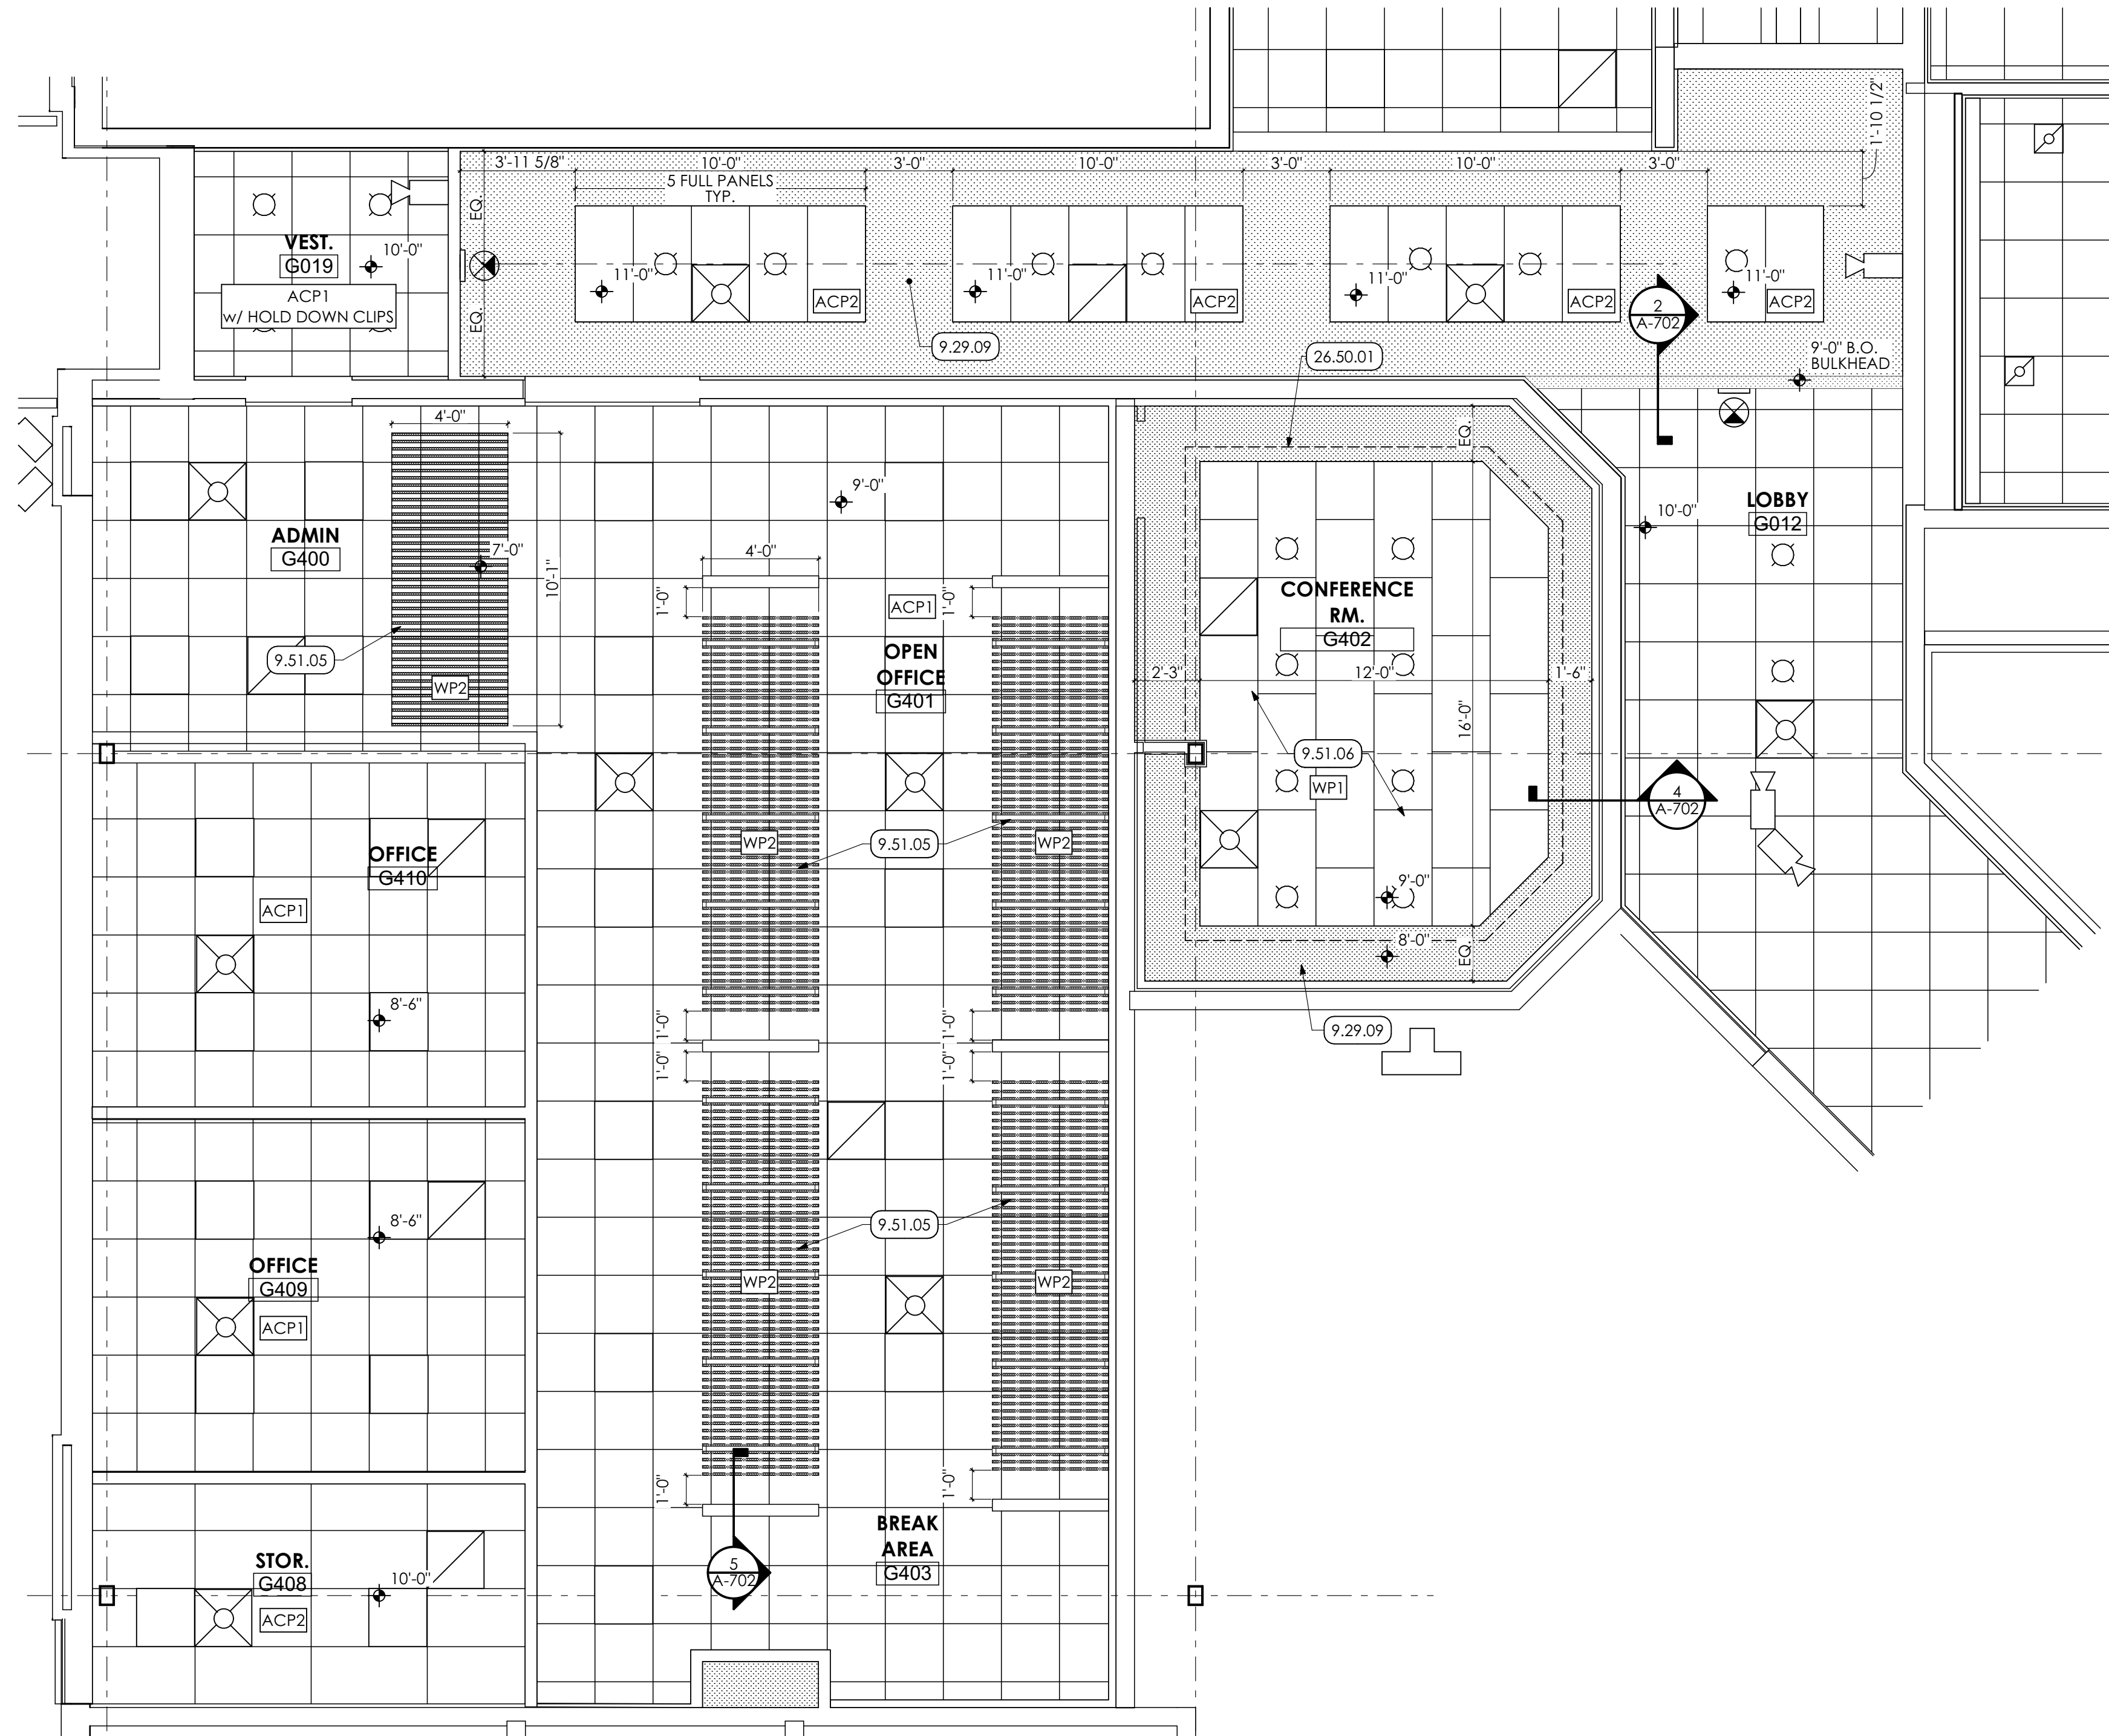 1'-10 1/2"
3'-11 5/8"
10'-0"
3'-0"
10'-0"
3'-0"
10'-0"
3'-0"
5 FULL PANELS
TYP.
EQ.
EQ.
VEST.
G019
10'-0"
ACP1
w/ HOLD DOWN CLIPS
11'-0"
ACP2
11'-0"
ACP2
11'-0"
ACP2
11'-0"
ACP2
2
A-702
9.29.09
26.50.01
9'-0" B.O.
BULKHEAD
4'-0"
ADMIN
G400
7'-0"
10'-1"
9.51.05
WP2
9'-0"
4'-0"
1'-0"
1'-0"
ACP1
OPEN
OFFICE
G401
EQ.
CONFERENCE
RM.
G402
2'-3"
12'-0"
1'-6"
16'-0"
9.51.06
WP1
9'-0"
8'-0"
EQ.
9.29.09
LOBBY
G012
10'-0"
4
A-702
WP2
9.51.05
WP2
OFFICE
G410
ACP1
8'-6"
1'-0"
1'-0"
1'-0"
1'-0"
8'-6"
OFFICE
G409
ACP1
9.51.05
WP2
WP2
1'-0"
1'-0"
BREAK
AREA
G403
5
A-702
STOR.
G408
10'-0"
ACP2